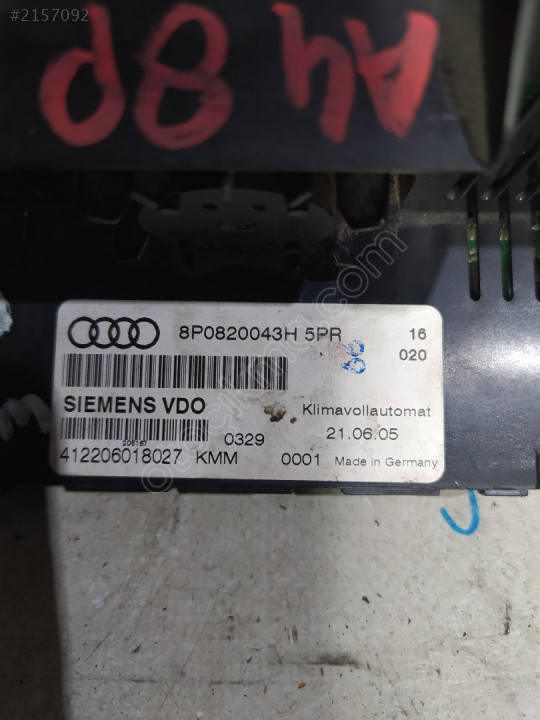 #2157092
A4 8P
8P0820043H 5PR
16
020
SIEMENS VDO
Klimavollautomat
206157
0329
21.06.05
412206018027 KMM
0001
Made in Germany